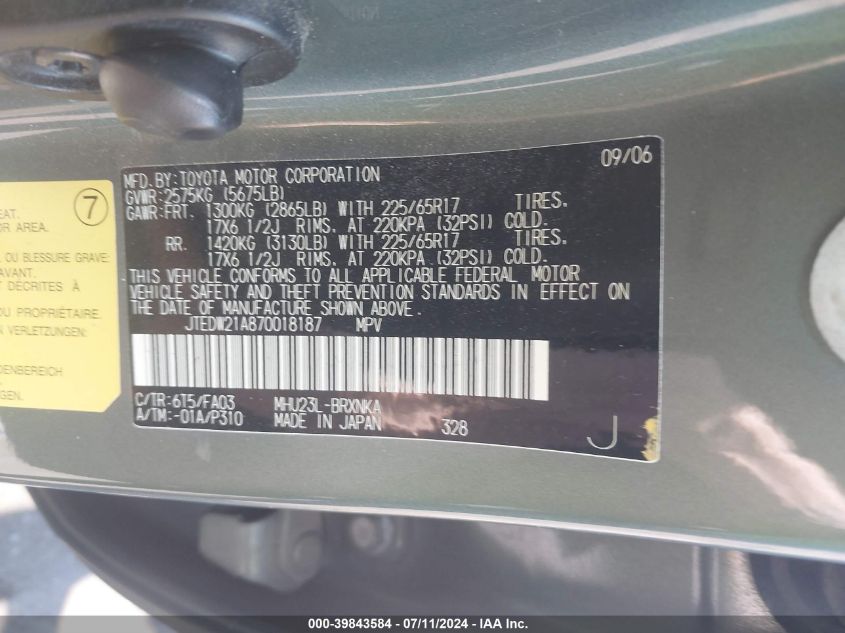 MFD. BY: TOYOTA MOTOR CORPORATION 09/06
GVWR: 2575KG (5675LB)
GAWR: FRT. 1300KG (2865LB) WITH 225/65R17 TIRES.
17X6 1/2J RIMS. AT 220KPA (32PSI) COLD.
RR. 1420KG (3130LB) WITH 225/65R17 TIRES.
17X6 1/2J RIMS. AT 220KPA (32PSI) COLD.
THIS VEHICLE CONFORMS TO ALL APPLICABLE FEDERAL MOTOR
VEHICLE SAFETY AND THEFT PREVENTION STANDARDS IN EFFECT ON
THE DATE OF MANUFACTURE SHOWN ABOVE.
JTEDW21A870018187 MPV
C/TR: 6T5/FA03 MHU23L-BRXNKA
A/TM: -01A/P310 MADE IN JAPAN 328 J
7
EAT.
R AREA.
OU BLESSURE GRAVE
AVANT.
DÉCRITES À
DU PROPRIÉTAIRE.
VERLETZUNGEN.
DENBEREICH
GEN.
000-39843584 - 07/11/2024 - IAA Inc.